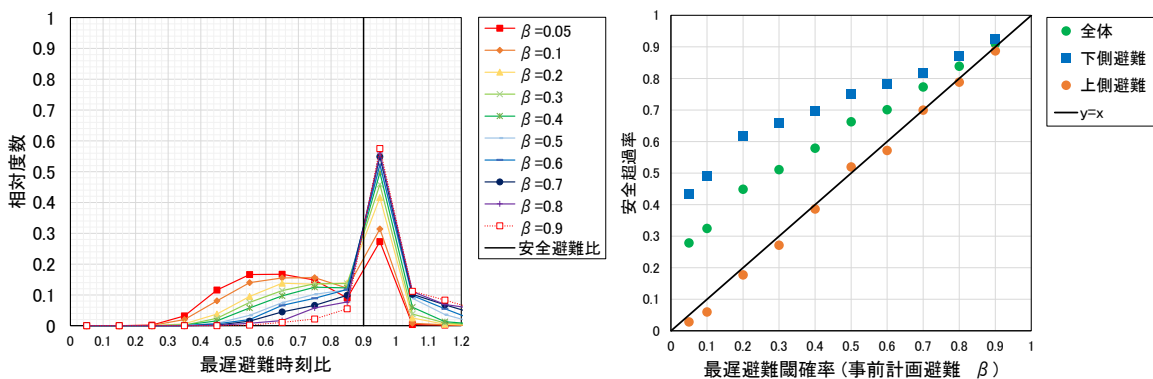 1
0.9
0.8
0.7
0.6
0.5
0.4
0.3
0.2
0.1
0
0 0.1 0.2 0.3 0.4 0.5 0.6 0.7 0.8 0.9 1 1.1 1.2
相対度数
最遅避難時刻比
β=0.05
β=0.1
β=0.2
β=0.3
β=0.4
β=0.5
β=0.6
β=0.7
β=0.8
β=0.9
安全避難比
1
0.9
0.8
0.7
0.6
0.5
0.4
0.3
0.2
0.1
0
0 0.1 0.2 0.3 0.4 0.5 0.6 0.7 0.8 0.9 1
安全超過率
最遅避難閾確率(事前計画避難 β)
全体
下側避難
上側避難
y=x